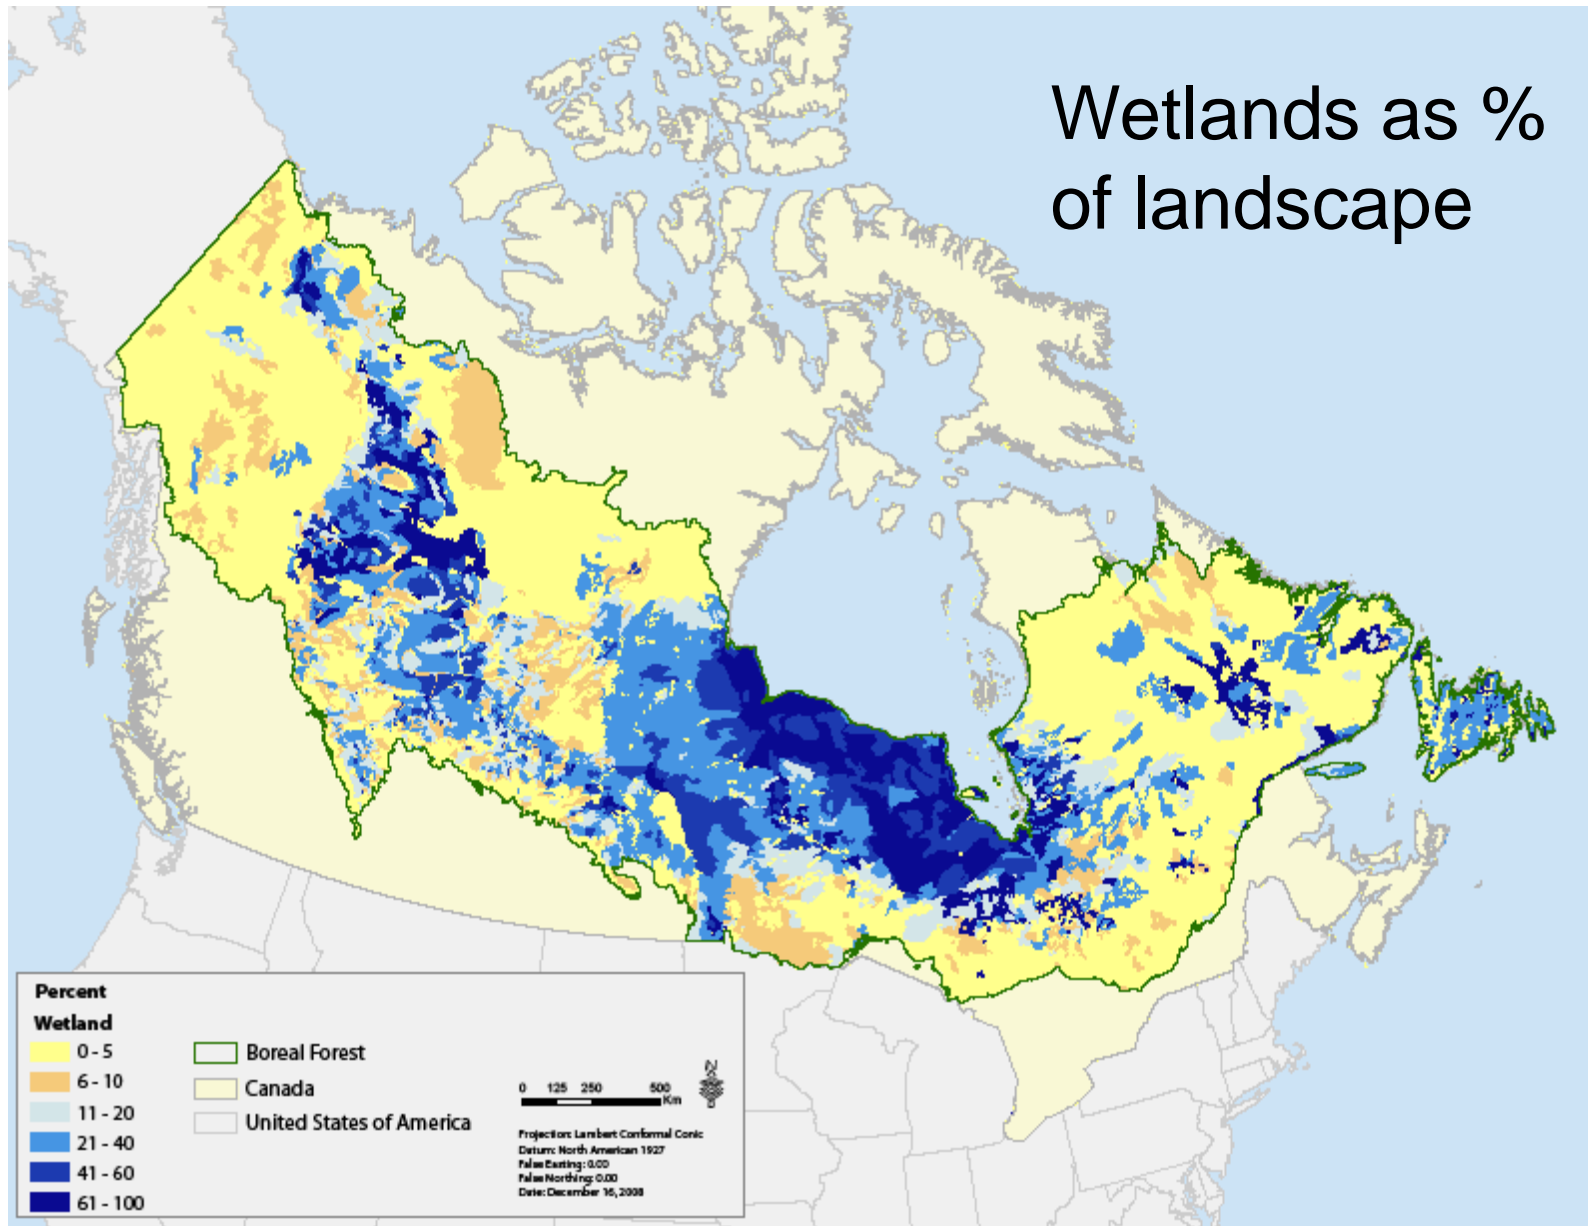 Wetlands as %
of landscape
Percent
Wetland
0 - 5
6 - 10
11 - 20
21 - 40
41 - 60
61 - 100
Boreal Forest
Canada
United States of America
0 125 250 500
Km
N
Projection: Lambert Conformal Conic
Datum: North American 1927
False Easting: 0.00
False Northing: 0.00
Date: December 16, 2008